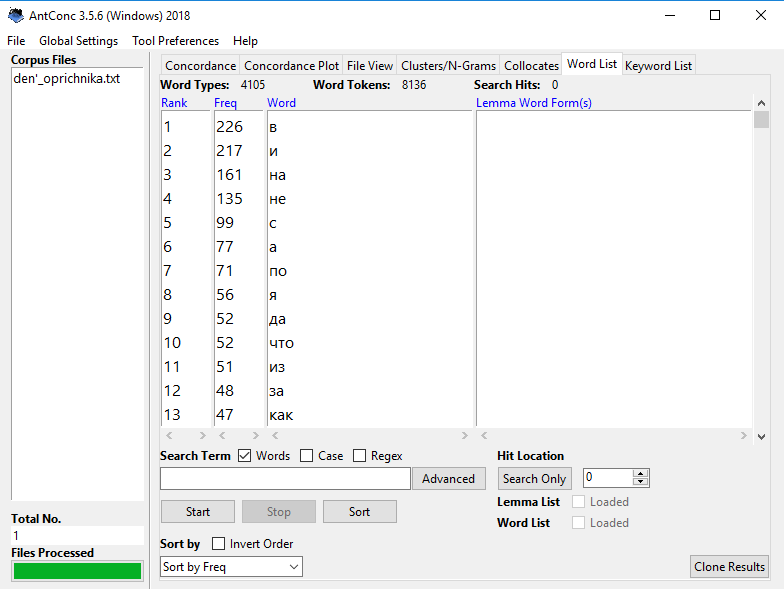 AntConc 3.5.6 (Windows) 2018
File Global Settings Tool Preferences Help
Corpus Files
den'_oprichnika.txt
Concordance Concordance Plot File View Clusters/N-Grams Collocates Word List Keyword List
Word Types: 4105 Word Tokens: 8136 Search Hits: 0
Rank Freq Word Lemma Word Form(s)
1 226 в
2 217 и
3 161 на
4 135 не
5 99 с
6 77 а
7 71 по
8 56 я
9 52 да
10 52 что
11 51 из
12 48 за
13 47 как
Search Term Words Case Regex Hit Location
Advanced Search Only 0
Lemma List Loaded
Word List Loaded
Start Stop Sort
Total No.
1
Files Processed
Sort by Invert Order
Sort by Freq Clone Results